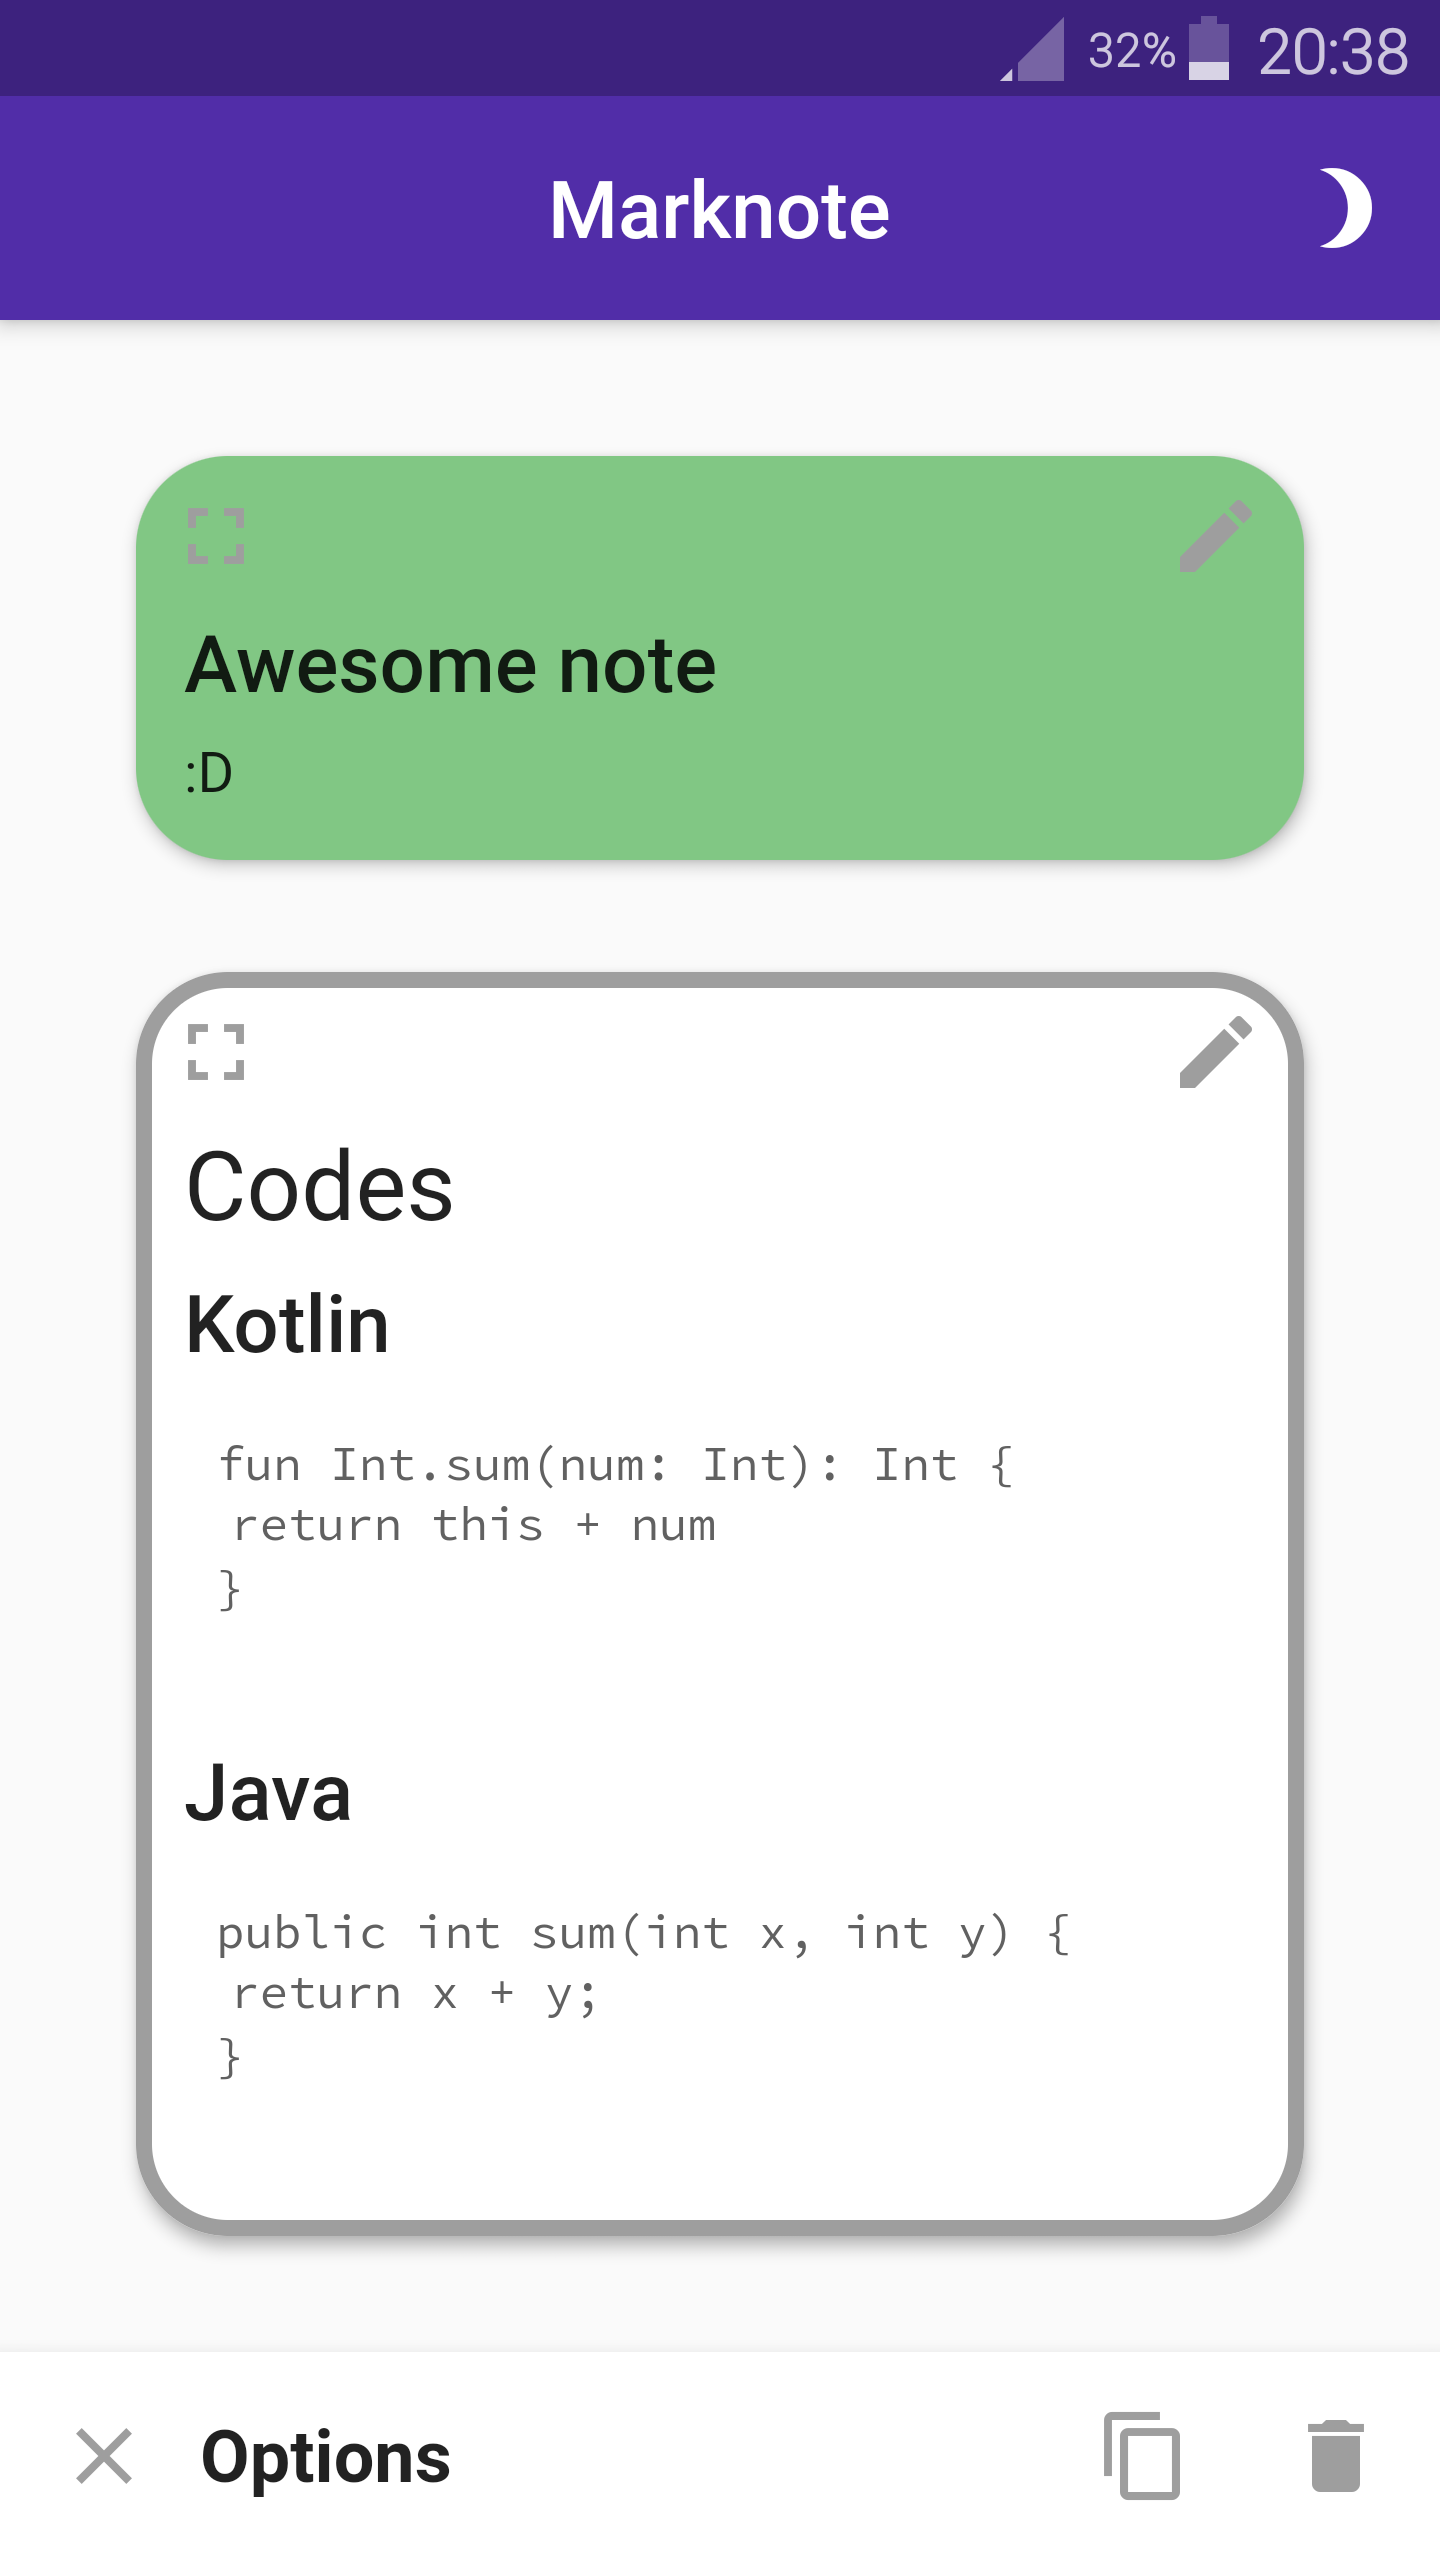 32% 20:38
Marknote
Awesome note
:D
Codes
Kotlin
fun Int.sum(num: Int): Int {
return this + num
}
Java
public int sum(int x, int y) {
return x + y;
}
Options